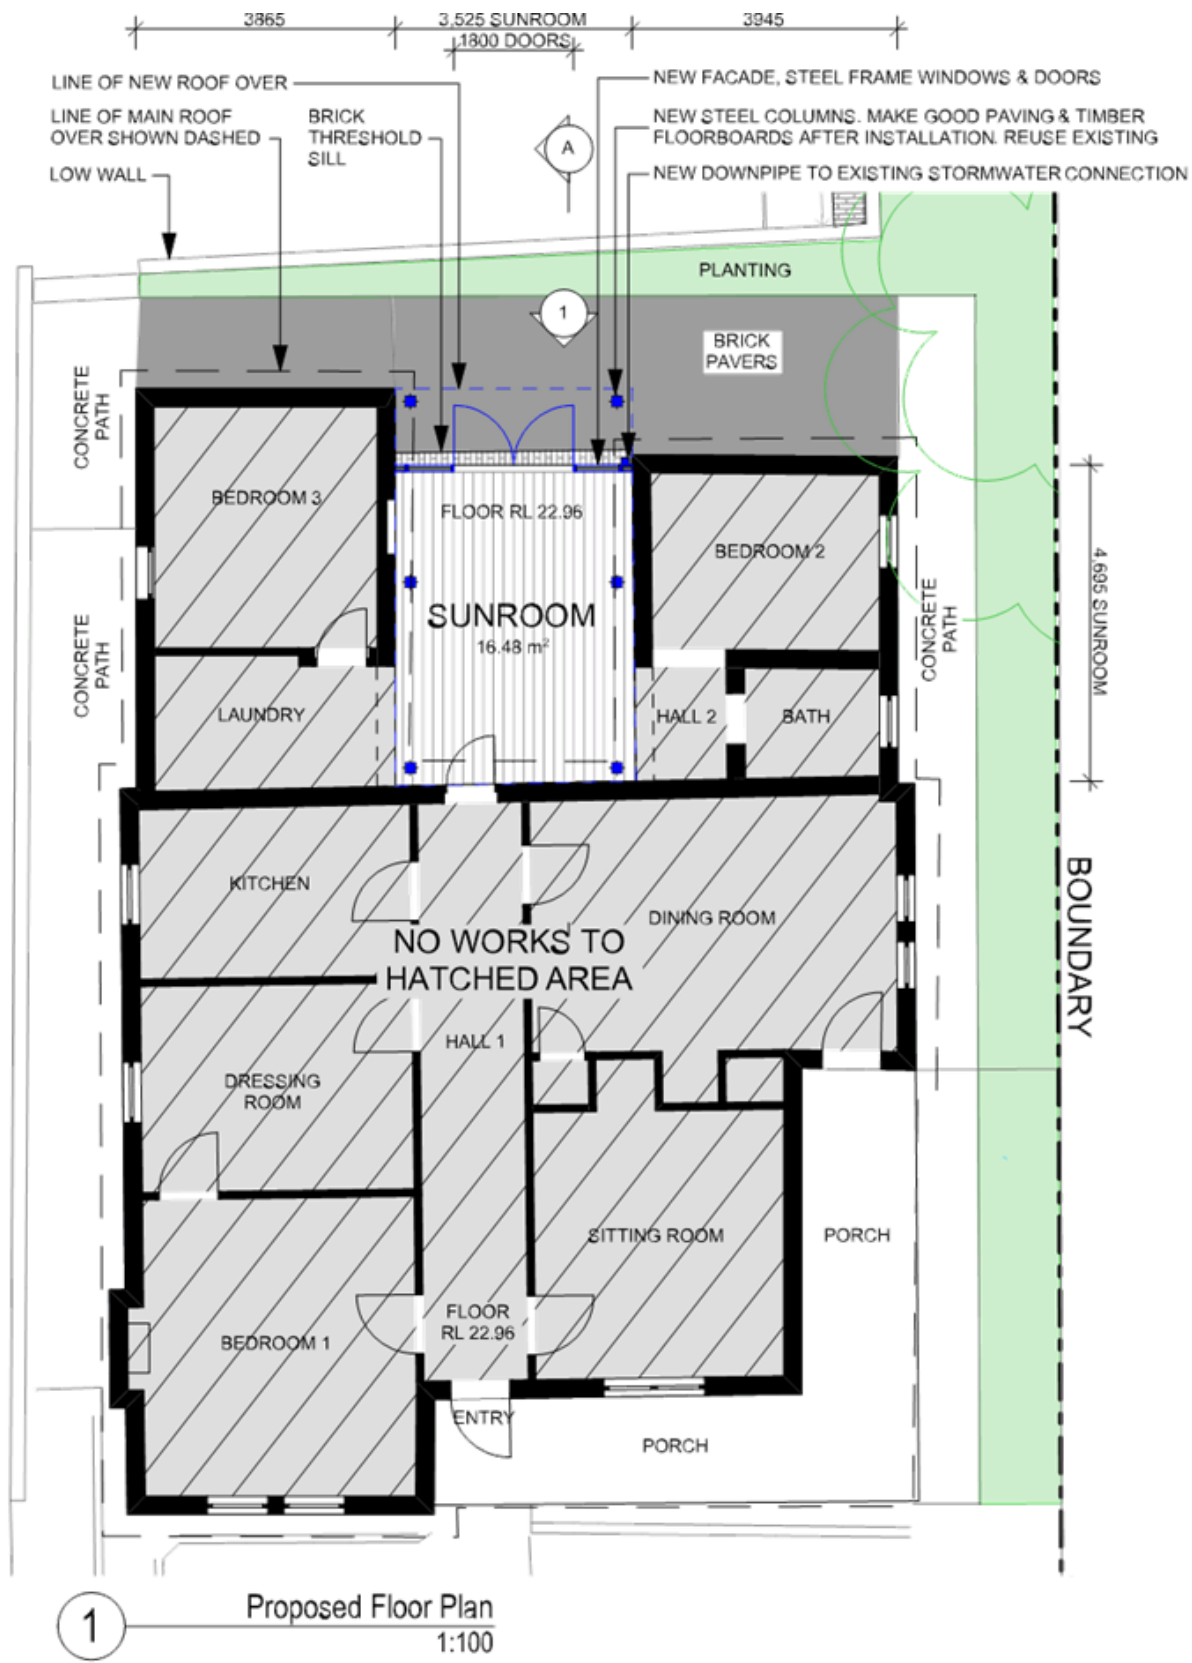 3865
3,525 SUNROOM
3945
1800 DOORS
LINE OF NEW ROOF OVER
LINE OF MAIN ROOF
OVER SHOWN DASHED
LOW WALL
BRICK
THRESHOLD
SILL
A
NEW FACADE, STEEL FRAME WINDOWS & DOORS
NEW STEEL COLUMNS. MAKE GOOD PAVING & TIMBER
FLOORBOARDS AFTER INSTALLATION. REUSE EXISTING
NEW DOWNPIPE TO EXISTING STORMWATER CONNECTION
PLANTING
1
BRICK
PAVERS
CONCRETE
PATH
BEDROOM 3
FLOOR RL 22.96
BEDROOM 2
4,695 SUNROOM
SUNROOM
16.48 m²
CONCRETE
PATH
CONCRETE
PATH
LAUNDRY
HALL 2
BATH
KITCHEN
DINING ROOM
BOUNDARY
NO WORKS TO
HATCHED AREA
HALL 1
DRESSING
ROOM
SITTING ROOM
PORCH
FLOOR
RL 22.96
BEDROOM 1
ENTRY
PORCH
1
Proposed Floor Plan
1:100